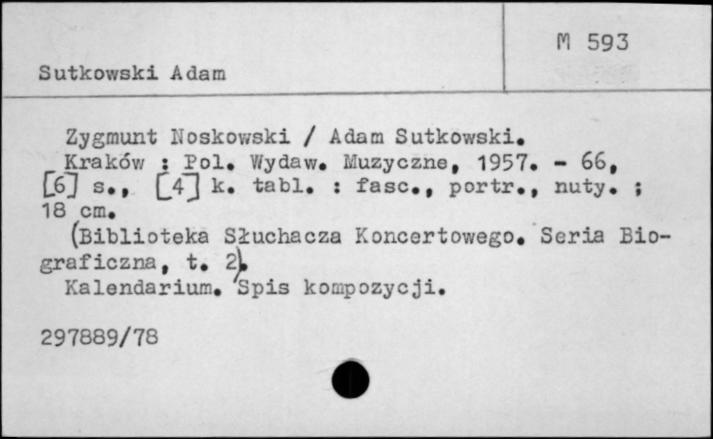 M 593
Sutkowski Adam
Zygmunt Noskowski / Adam Sutkowski.
Kraków : Pol. Wydaw. Muzyczne, 1957. - 66,
[6] s., [4] k. tabl. : fasc., portr., nuty. ;
18 cm.
(Biblioteka Słuchacza Koncertowego. Seria Bio-
graficzna, t. 2).
Kalendarium. Spis kompozycji.
297889/78